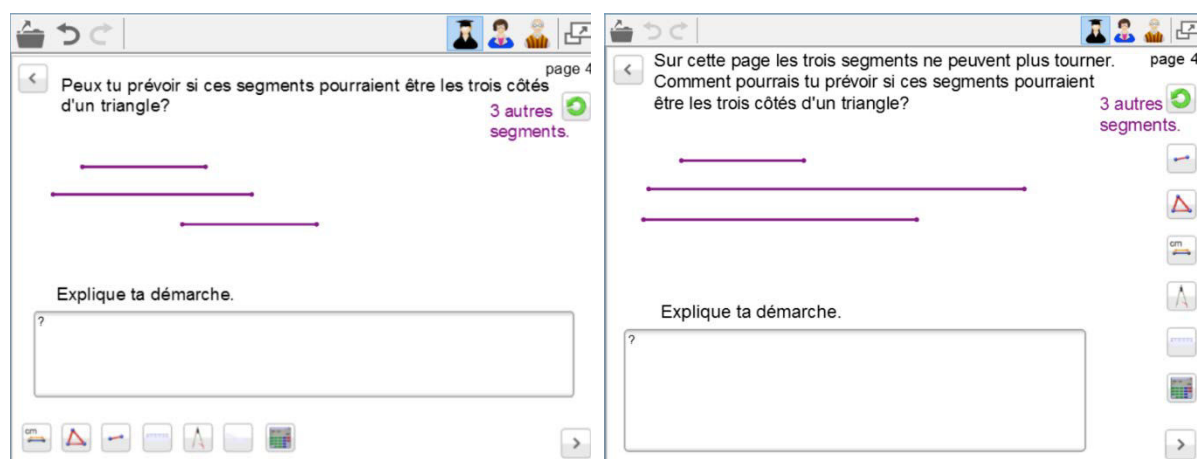 page 4
Peux tu prévoir si ces segments pourraient être les trois côtés
d'un triangle?
3 autres
segments.
Explique ta démarche.
?
cm
Sur cette page les trois segments ne peuvent plus tourner.
page 4
Comment pourrais tu prévoir si ces segments pourraient
être les trois côtés d'un triangle?
3 autres
segments.
cm
Explique ta démarche.
?